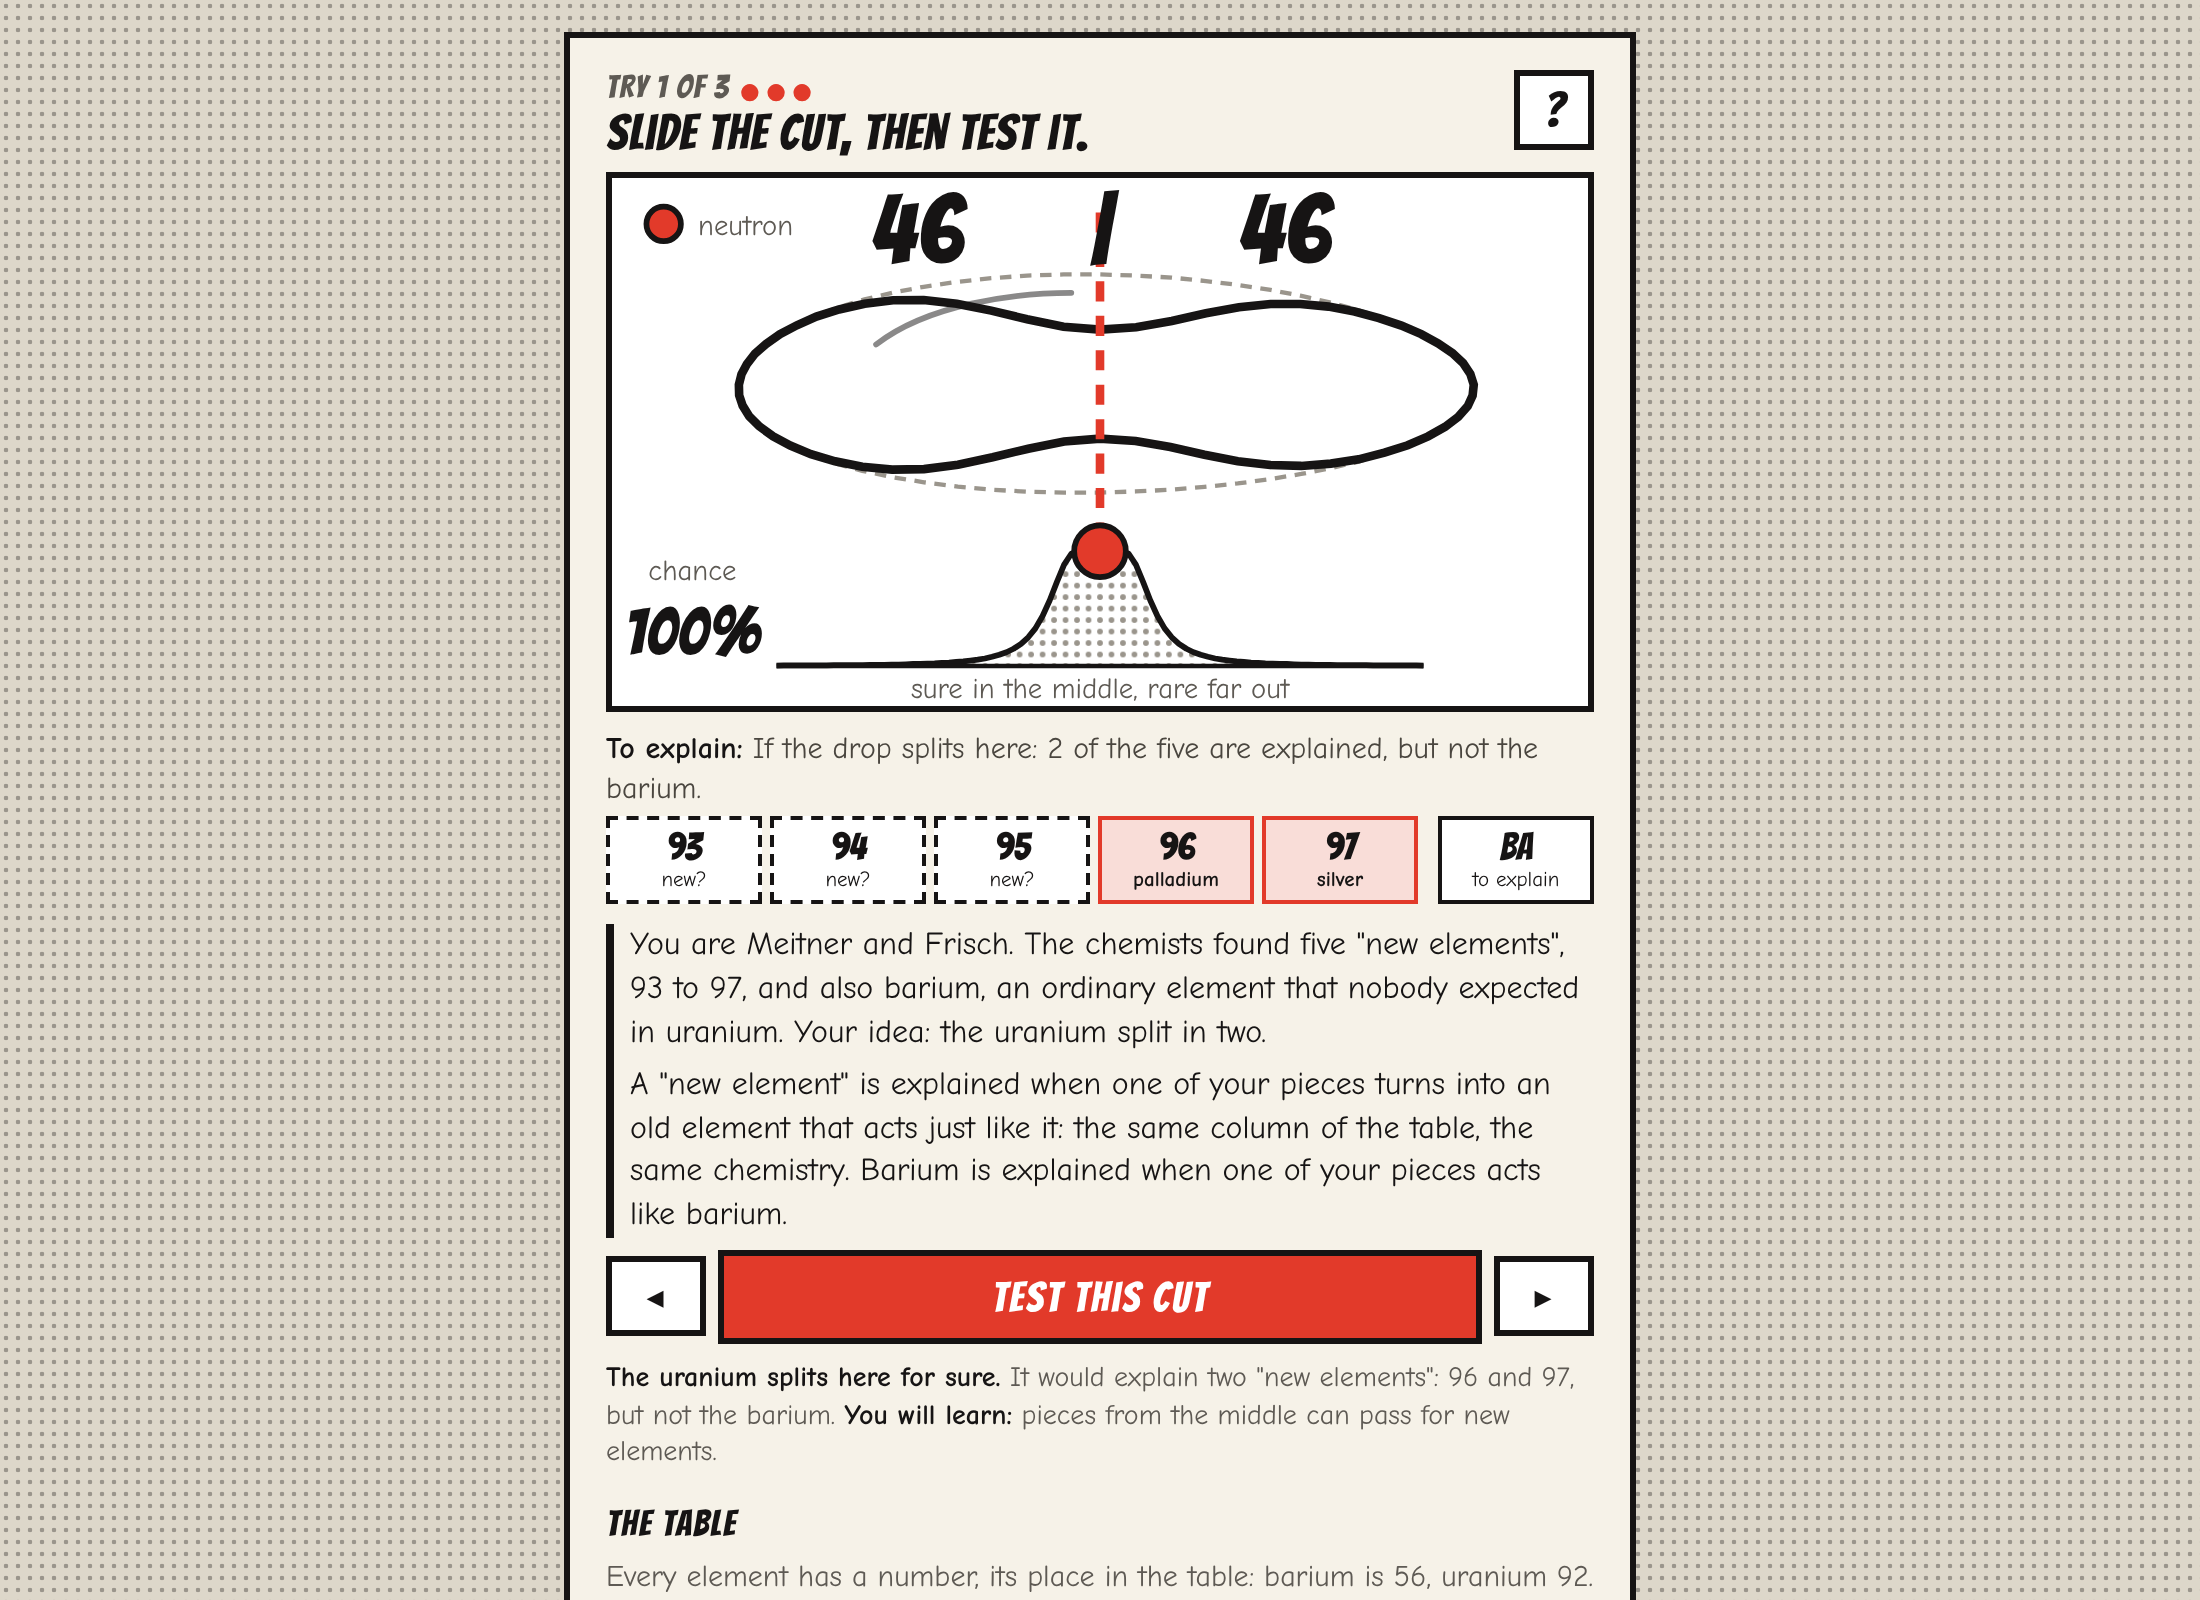 TRY 1 OF 3
SLIDE THE CUT, THEN TEST IT.
?
neutron
46 / 46
chance
100%
sure in the middle, rare far out
To explain: If the drop splits here: 2 of the five are explained, but not the
barium.
93 94 95 96 97 BA
new? new? new? palladium silver to explain
You are Meitner and Frisch. The chemists found five "new elements",
93 to 97, and also barium, an ordinary element that nobody expected
in uranium. Your idea: the uranium split in two.
A "new element" is explained when one of your pieces turns into an
old element that acts just like it: the same column of the table, the
same chemistry. Barium is explained when one of your pieces acts
like barium.
◄ TEST THIS CUT ►
The uranium splits here for sure. It would explain two "new elements": 96 and 97,
but not the barium. You will learn: pieces from the middle can pass for new
elements.
THE TABLE
Every element has a number, its place in the table: barium is 56, uranium 92.